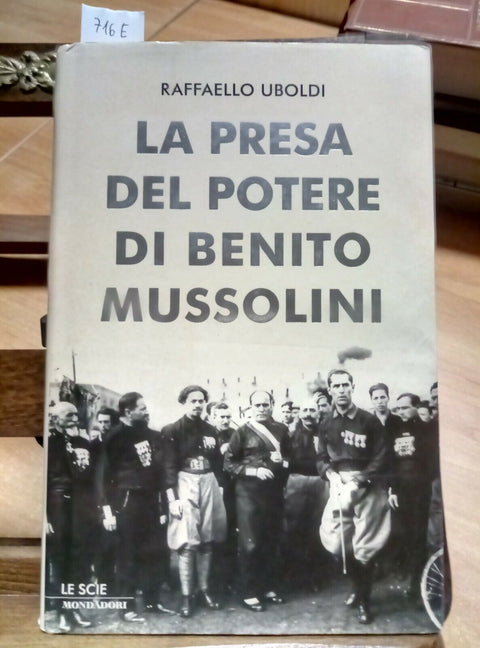 716 E
RAFFAELLO UBOLDI
LA PRESA
DEL POTERE
DI BENITO
MUSSOLINI
LE SCIE
MONDADORI